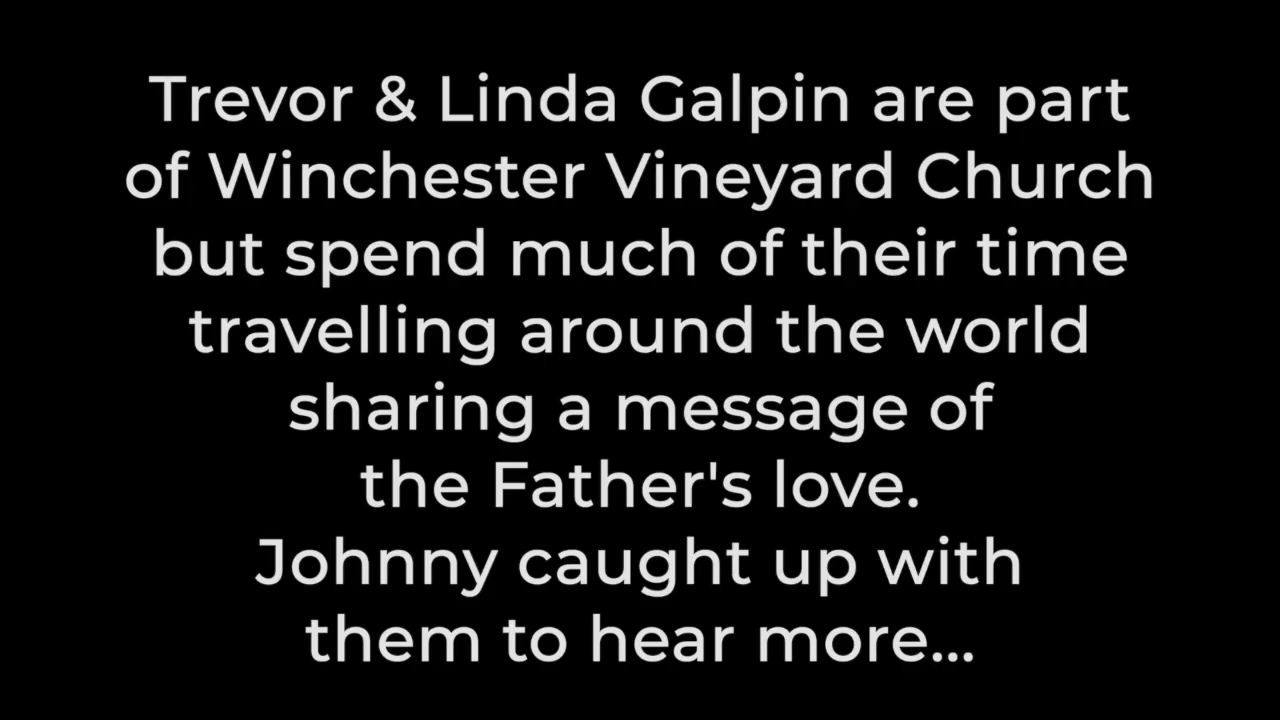 Trevor & Linda Galpin are part
of Winchester Vineyard Church
but spend much of their time
travelling around the world
sharing a message of
the Father's love.
Johnny caught up with
them to hear more...